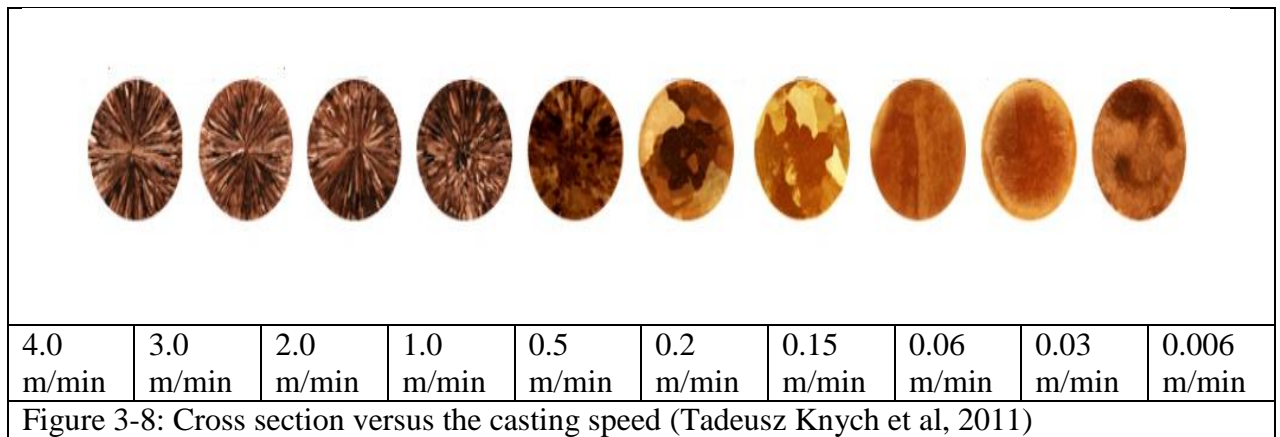 4.0 3.0 2.0 1.0 0.5 0.2 0.15 0.06 0.03 0.006
m/min m/min m/min m/min m/min m/min m/min m/min m/min m/min
Figure 3-8: Cross section versus the casting speed (Tadeusz Knych et al, 2011)